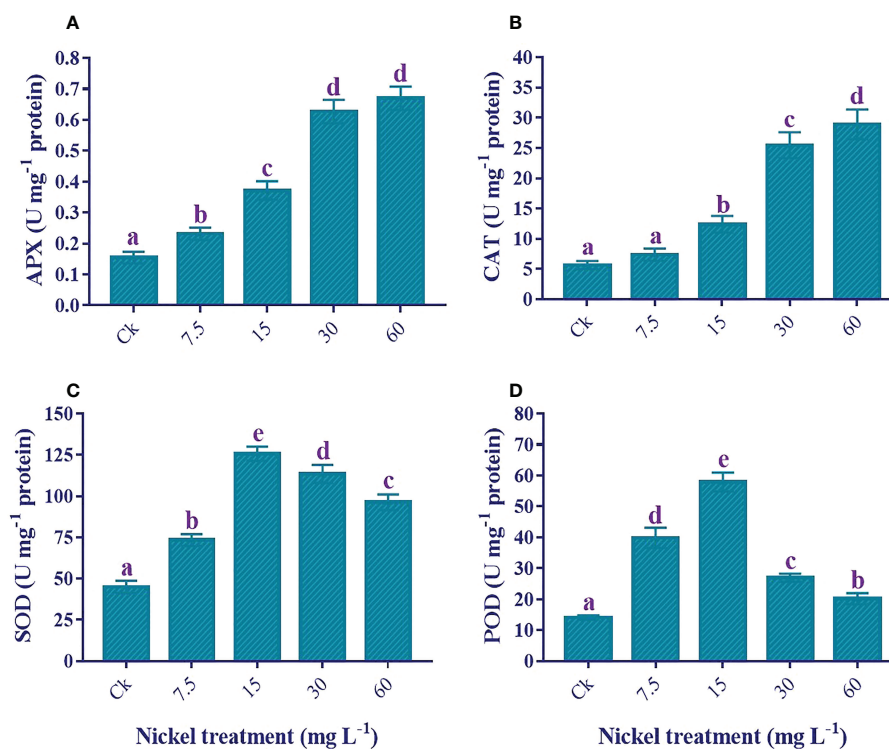 A
APX (U mg⁻¹ protein)
0.8
0.7
0.6
0.5
0.4
0.3
0.2
0.1
0.0
a
b
c
d
d
Ck
7.5
15
30
60
B
CAT (U mg⁻¹ protein)
40
35
30
25
20
15
10
5
0
a
a
b
c
d
Ck
7.5
15
30
60
C
SOD (U mg⁻¹ protein)
150
125
100
75
50
25
0
a
b
e
d
c
Ck
7.5
15
30
60
Nickel treatment (mg L⁻¹)
D
POD (U mg⁻¹ protein)
80
70
60
50
40
30
20
10
0
a
d
e
c
b
Ck
7.5
15
30
60
Nickel treatment (mg L⁻¹)